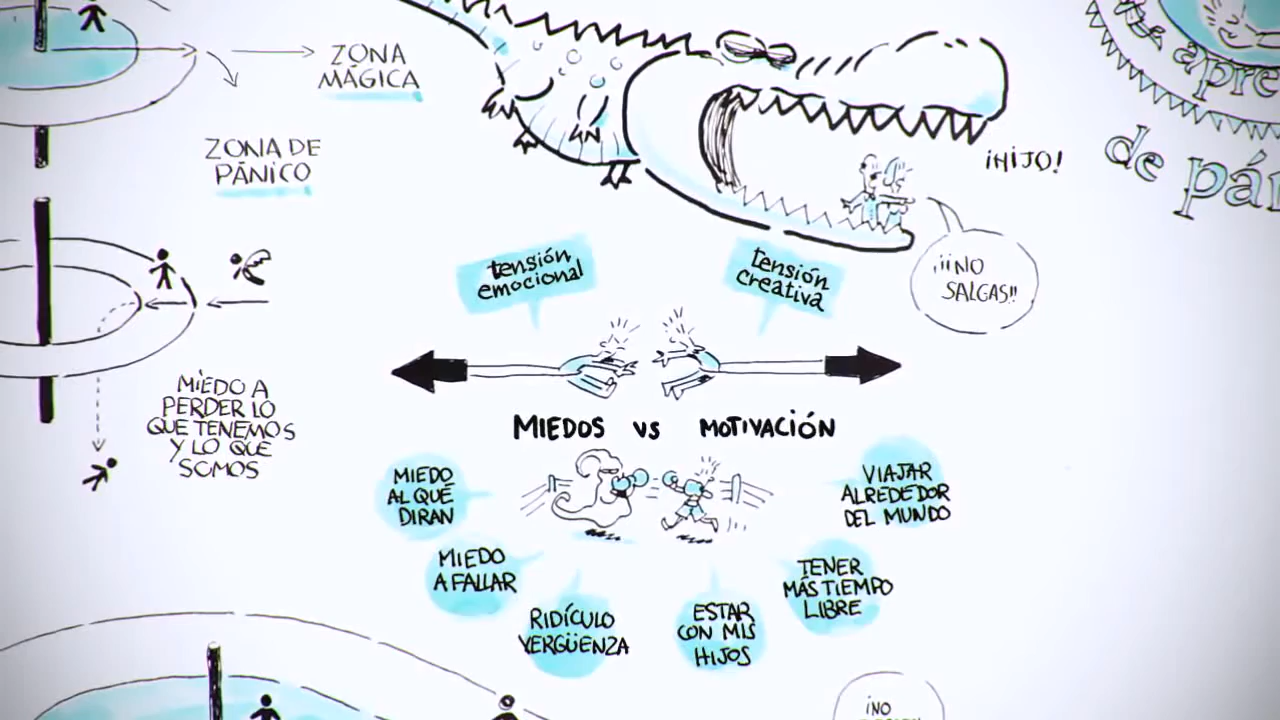 ZONA
MÁGICA
ZONA DE
PÁNICO
¡HIJO!
de
¡¡¡NO
SALGAS!!
tensión
emocional
tensión
creativa
MIEDO A
PERDER LO
QUE TENEMOS
Y LO QUE
SOMOS
MIEDOS VS MOTIVACIÓN
MIEDO
AL QUÉ
DIRAN
VIAJAR
ALREDEDOR
DEL MUNDO
MIEDO
A FALLAR
TENER
MÁS TIEMPO
LIBRE
RIDÍCULO
VERGÜENZA
ESTAR
CON MIS
HIJOS
¡NO